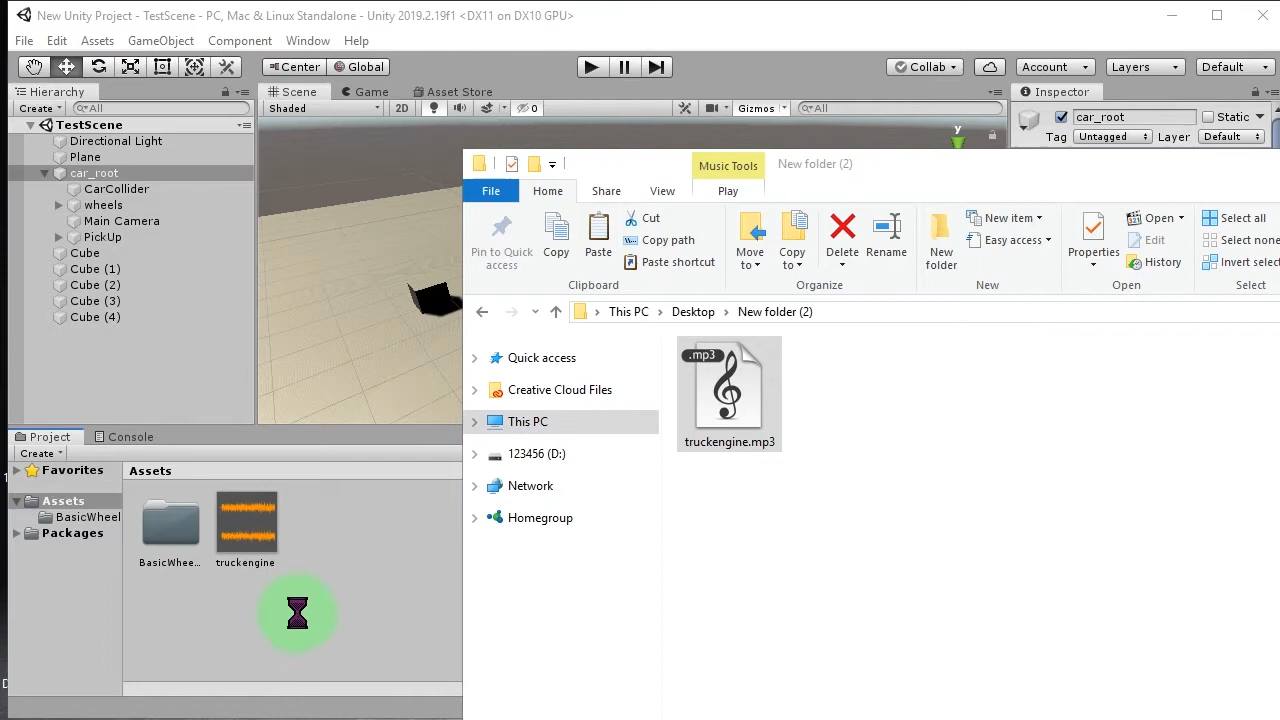 New Unity Project - TestScene - PC, Mac & Linux Standalone - Unity 2019.2.19f1 <DX11 on DX10 GPU>
File Edit Assets GameObject Component Window Help
Center Global Collab Account Layers Default
Hierarchy
Create All
TestScene
Directional Light
Plane
car_root
CarCollider
wheels
Main Camera
PickUp
Cube
Cube (1)
Cube (2)
Cube (3)
Cube (4)
Scene Game Asset Store
Shaded 2D 0 Gizmos All
y
Inspector
car_root Static
Tag Untagged Layer Default
Music Tools New folder (2)
File Home Share View Play
Pin to Quick access
Copy
Paste
Cut
Copy path
Paste shortcut
Clipboard
Move to
Copy to
Delete
Rename
Organize
New folder
New item
Easy access
New
Properties
Open
Edit
History
Open
Select all
Select none
Invert selec
Select
This PC Desktop New folder (2)
Quick access
Creative Cloud Files
This PC
123456 (D:)
Network
Homegroup
.mp3
truckengine.mp3
Project Console
Create
Favorites
Assets
BasicWheel
Packages
Assets
BasicWhee...
truckengine